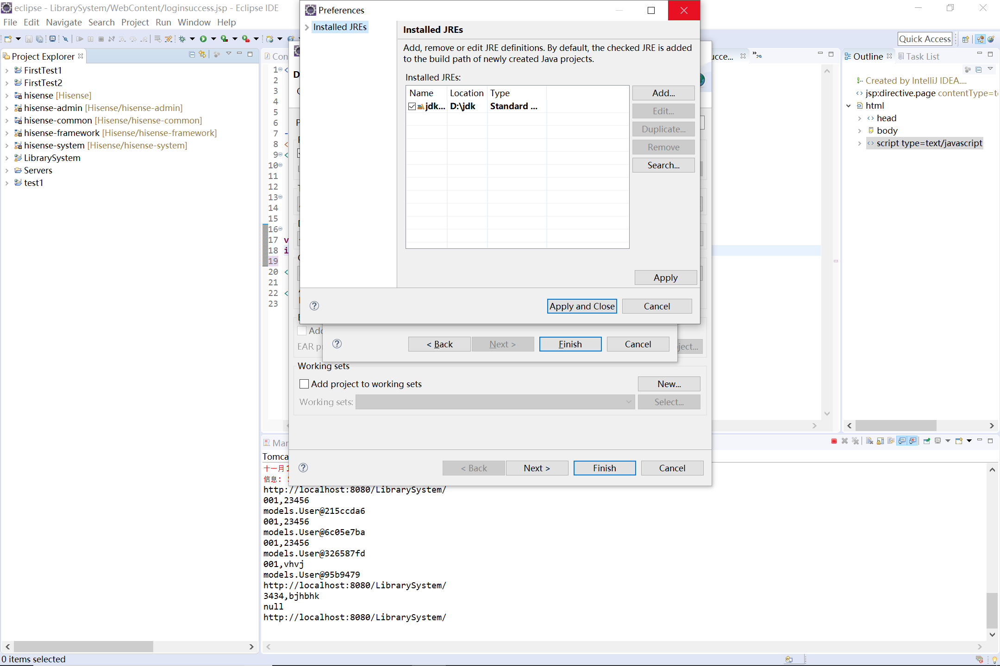 eclipse - LibrarySystem/WebContent/loginsuccess.jsp - Eclipse IDE
File Edit Navigate Search Project Run Window Help
Quick Access
Project Explorer
FirstTest1
FirstTest2
hisense [Hisense]
hisense-admin [Hisense/hisense-admin]
hisense-common [Hisense/hisense-common]
hisense-framework [Hisense/hisense-framework]
hisense-system [Hisense/hisense-system]
LibrarySystem
Servers
test1
0 items selected
Con
ucce...
29
1
2
3
4
5
6
7 -
8 <
9 <
10
11
12
13
14
15
16
17 v
18 i
19
20 <
21
22 <
23
Preferences
Installed JREs
Installed JREs
Add, remove or edit JRE definitions. By default, the checked JRE is added
to the build path of newly created Java projects.
Installed JREs:
Name Location Type
jdk... D:\jdk Standard ...
Add...
Edit...
Duplicate...
Remove
Search...
Apply
Apply and Close
Cancel
< Back
Next >
Finish
Cancel
EAR p
ject...
Working sets
Add project to working sets
New...
Working sets:
Select...
< Back
Next >
Finish
Cancel
Outline
Task List
Created by IntelliJ IDEA....
jsp:directive.page contentType=t
html
head
body
script type=text/javascript
Mar
Tomca
十一月 1
信息:
http://localhost:8080/LibrarySystem/
001,23456
models.User@215ccda6
001,23456
models.User@6c05e7ba
001,23456
models.User@326587fd
001,vhvj
models.User@95b9479
http://localhost:8080/LibrarySystem/
3434,bjhbhk
null
http://localhost:8080/LibrarySystem/